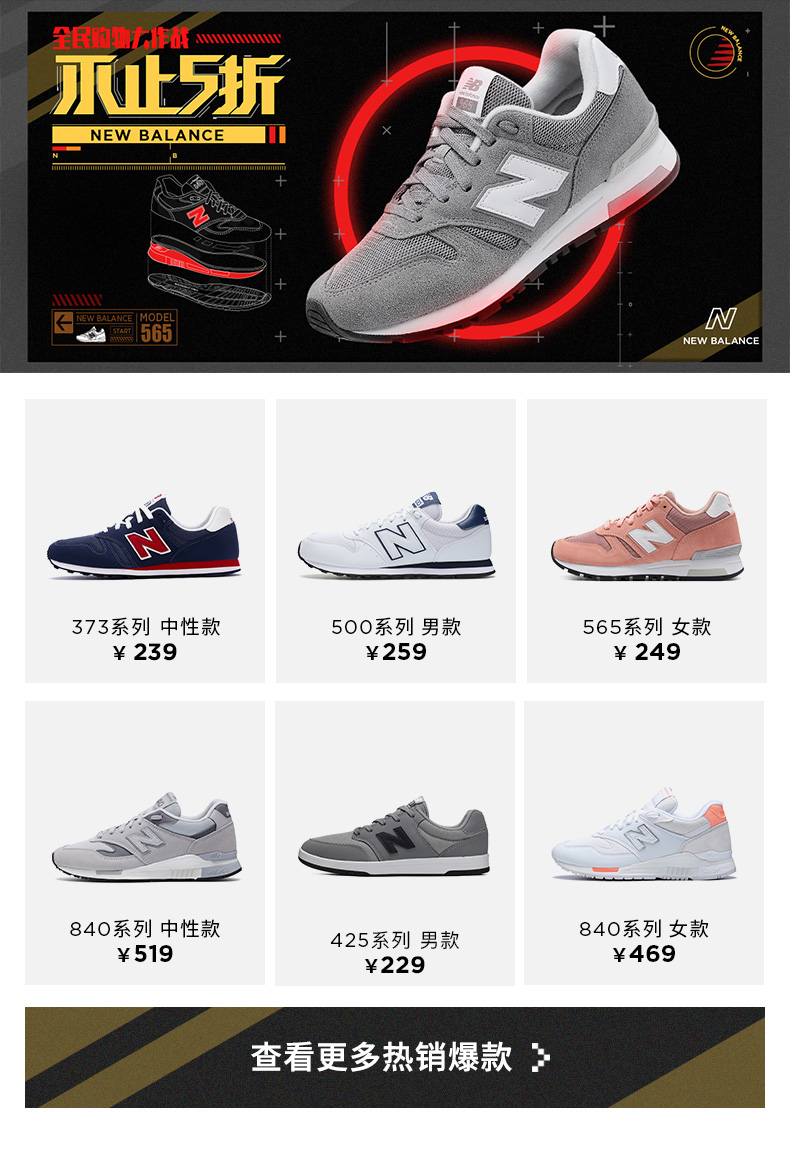 全民购物大作战
不止5折
NEW BALANCE
N
B
NEW BALANCE
START
MODEL
565
NEW BALANCE
NEW BALANCE
373系列 中性款
¥ 239
500系列 男款
¥259
565系列 女款
¥ 249
840系列 中性款
¥519
425系列 男款
¥229
840系列 女款
¥469
查看更多热销爆款